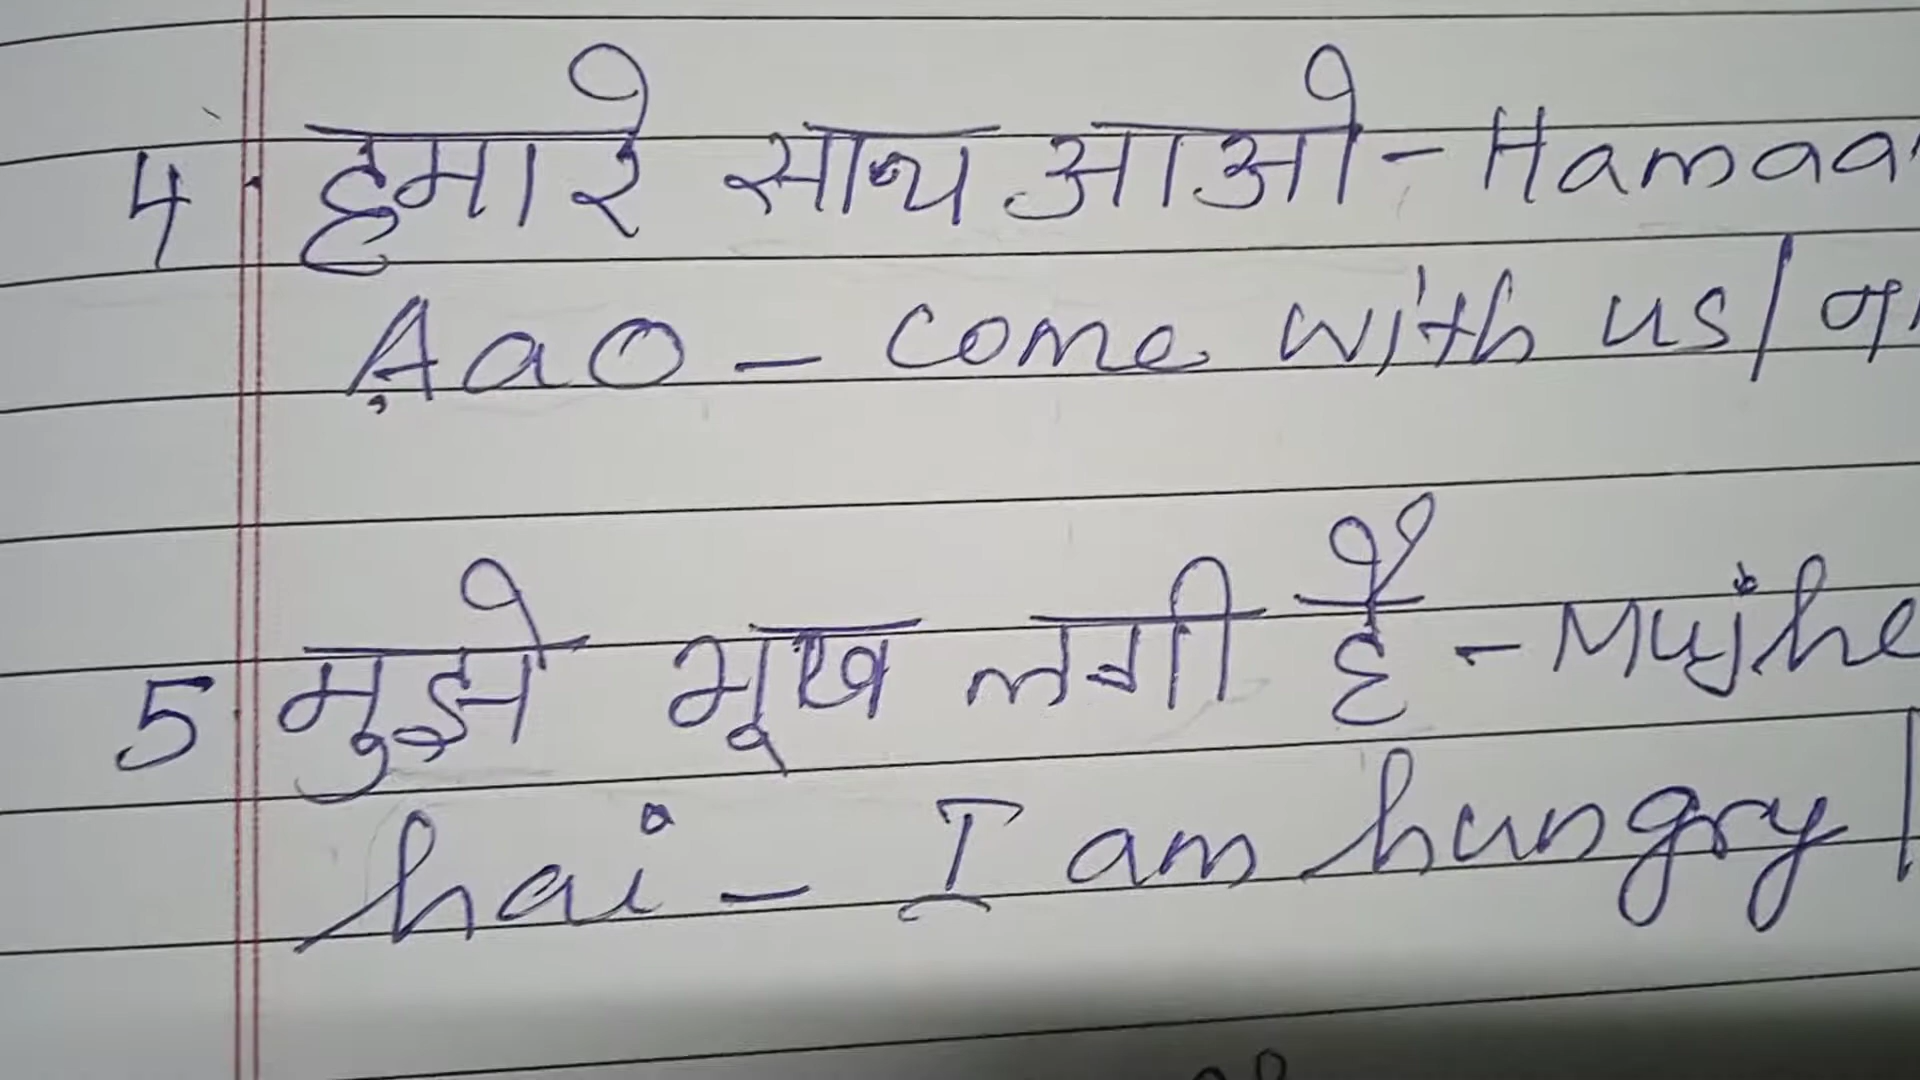 4. हमारे साथ आओ - Hamaa
Aao - come with us /
5 मुझे भूख लगी है - Mujhe
hai - I am hungry /